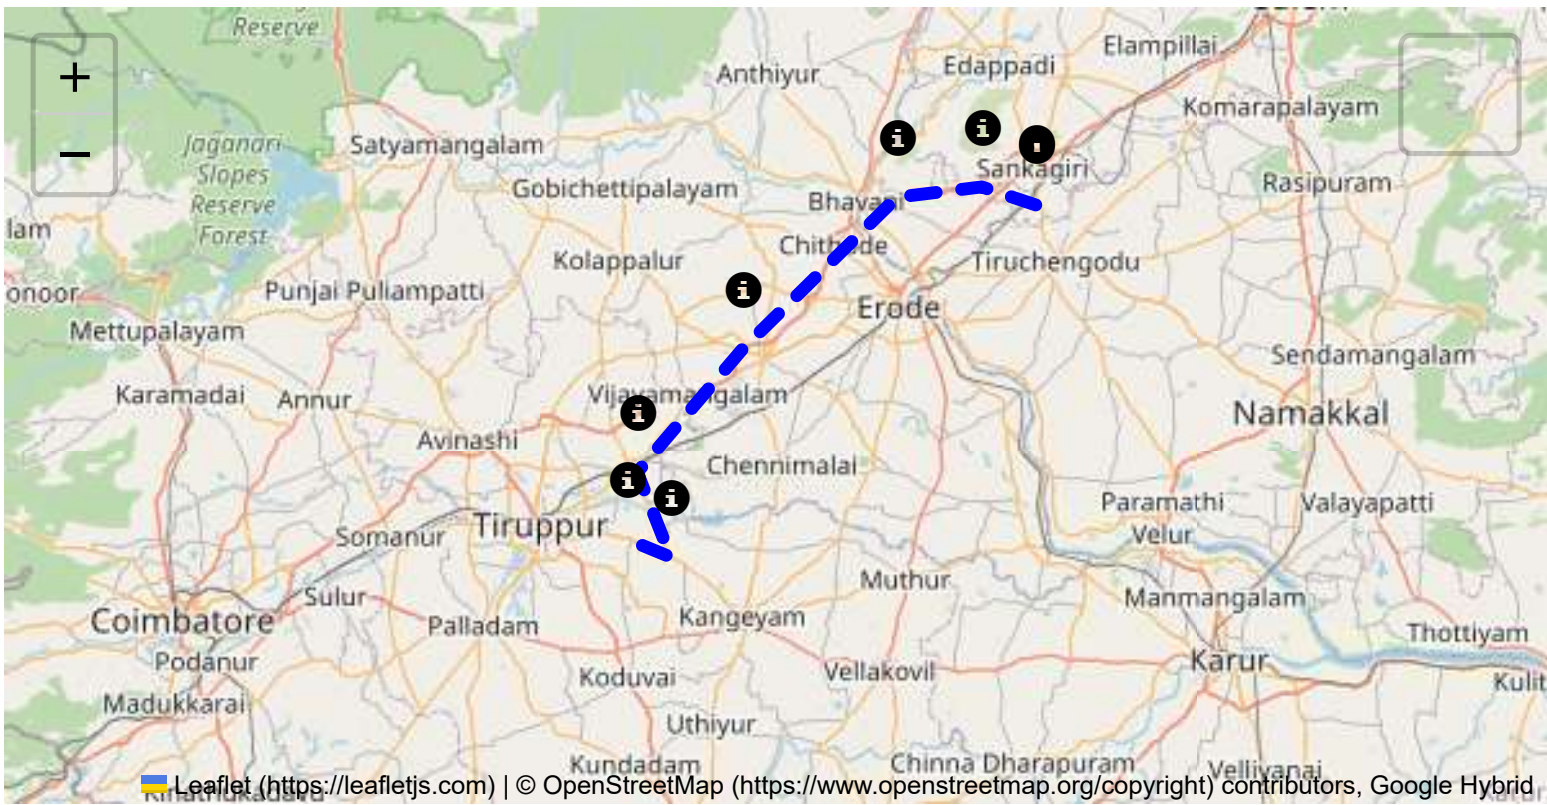 Reserve
Elampillai
Anthiyur
Edappadi
+
Komarapalayam
Jaganari
Slopes
Reserve
Forest
Satyamangalam
−
Sankagiri
Gobichettipalayam
Rasipuram
Bhavani
lam
Kolappalur
Tiruchengodu
onoor
Punjai Puliampatti
Erode
Mettupalayam
Sendamangalam
Karamadai
Annur
Vijayamangalam
Namakkal
Avinashi
Chennimalai
Paramathi
Velur
Valayapatti
Tiruppur
Somanur
Muthur
Sulur
Manmangalam
Coimbatore
Palladam
Kangeyam
Thottiyam
Podanur
Karur
Koduvai
Vellakovil
Kulit
Madukkarai
Uthiyur
Kundadam
Chinna Dharapuram
Leaflet (https://leafletjs.com) | © OpenStreetMap (https://www.openstreetmap.org/copyright) contributors, Google Hybrid